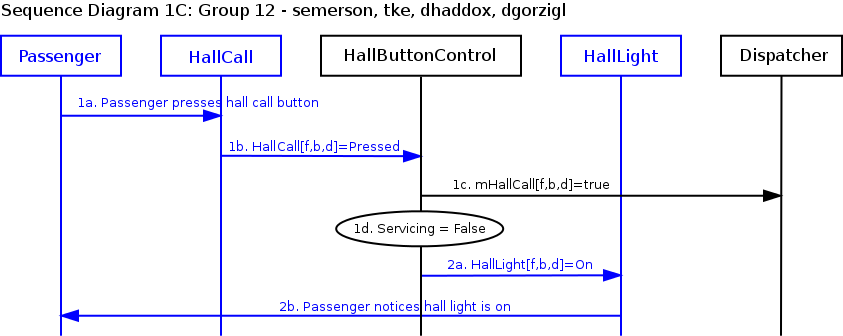 Sequence Diagram 1C: Group 12 - semerson, tke, dhaddox, dgorzigl
Passenger
HallCall
HallButtonControl
HallLight
Dispatcher
1a. Passenger presses hall call button
1b. HallCall[f,b,d]=Pressed
1c. mHallCall[f,b,d]=true
1d. Servicing = False
2a. HallLight[f,b,d]=On
2b. Passenger notices hall light is on